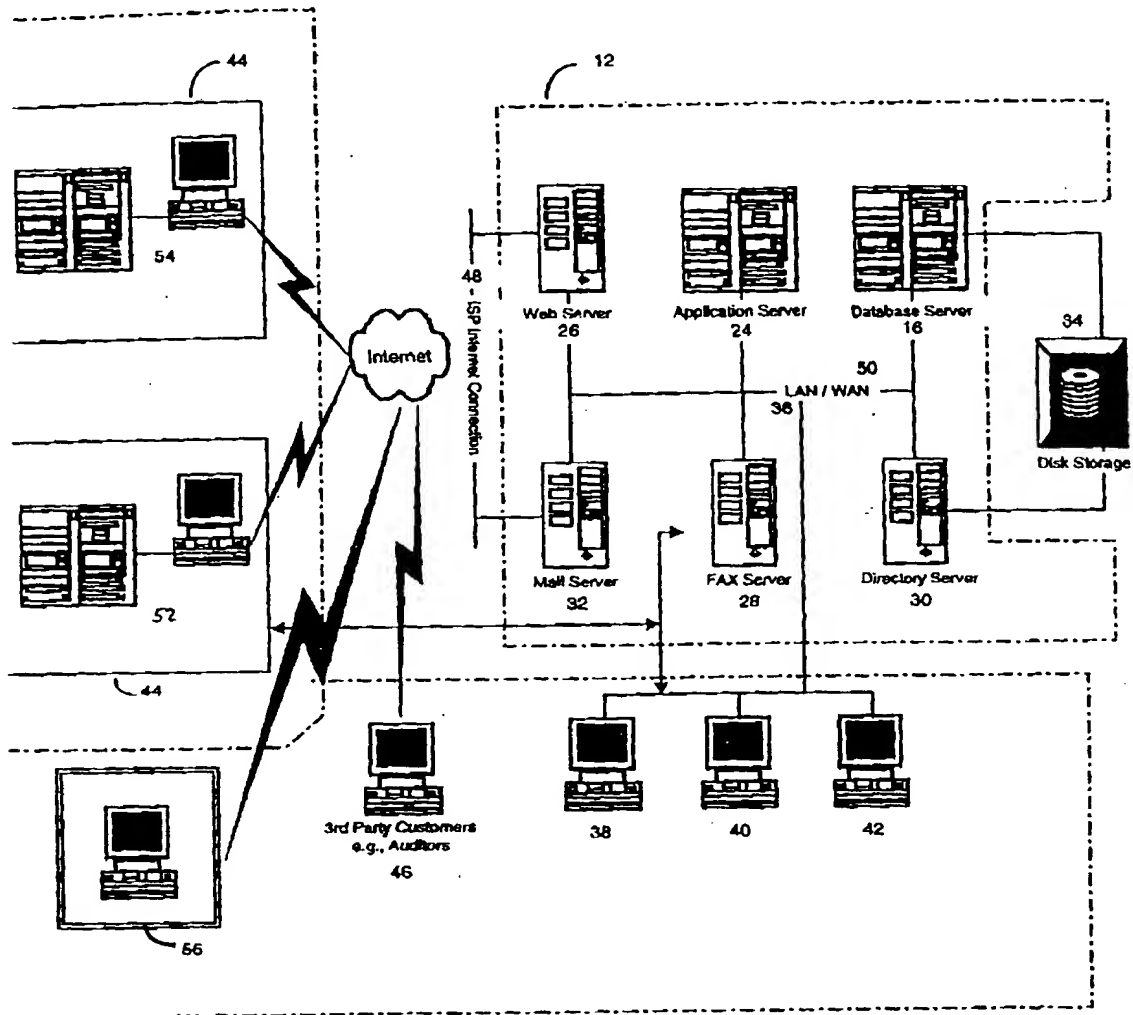 44
12
54
48
ISP Internet Connection
Internet
Web Server
26
Application Server
24
Database Server
16
34
Disk Storage
50
LAN / WAN
36
52
44
Mail Server
32
FAX Server
28
Directory Server
30
3rd Party Customers
e.g., Auditors
46
38
40
42
56